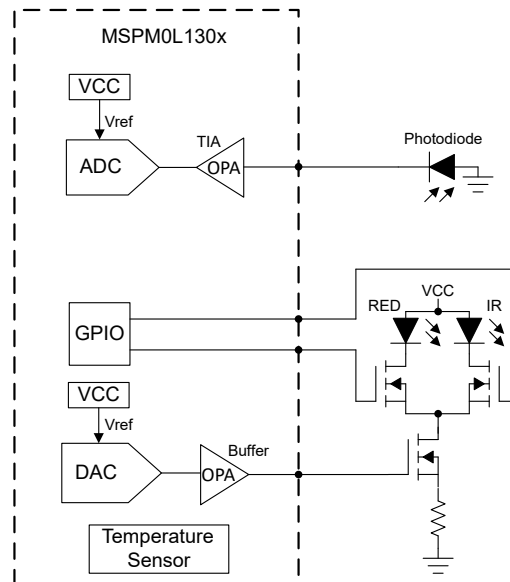 MSPM0L130x
VCC
Vref
TIA
Photodiode
ADC
OPA
RED
VCC
IR
GPIO
VCC
Vref
Buffer
DAC
OPA
Temperature
Sensor